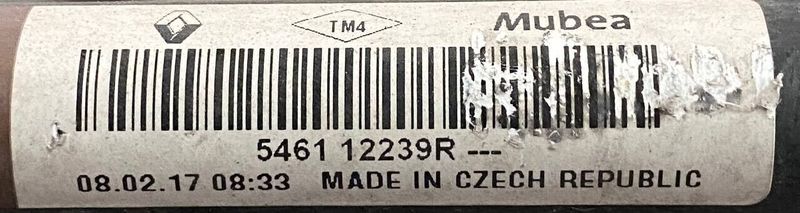 TM4 Mubea
5461 12239R ---
08.02.17 08:33 MADE IN CZECH REPUBLIC